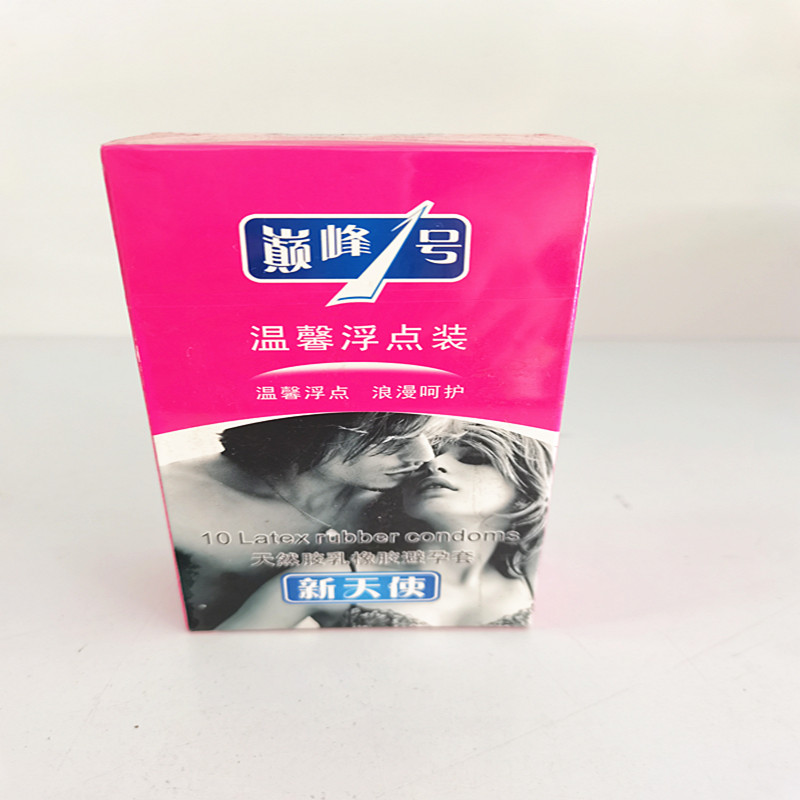 巅峰1号
温馨浮点装
温馨浮点 浪漫呵护
10 Latex rubber condoms
天然胶乳橡胶避孕套
新天使